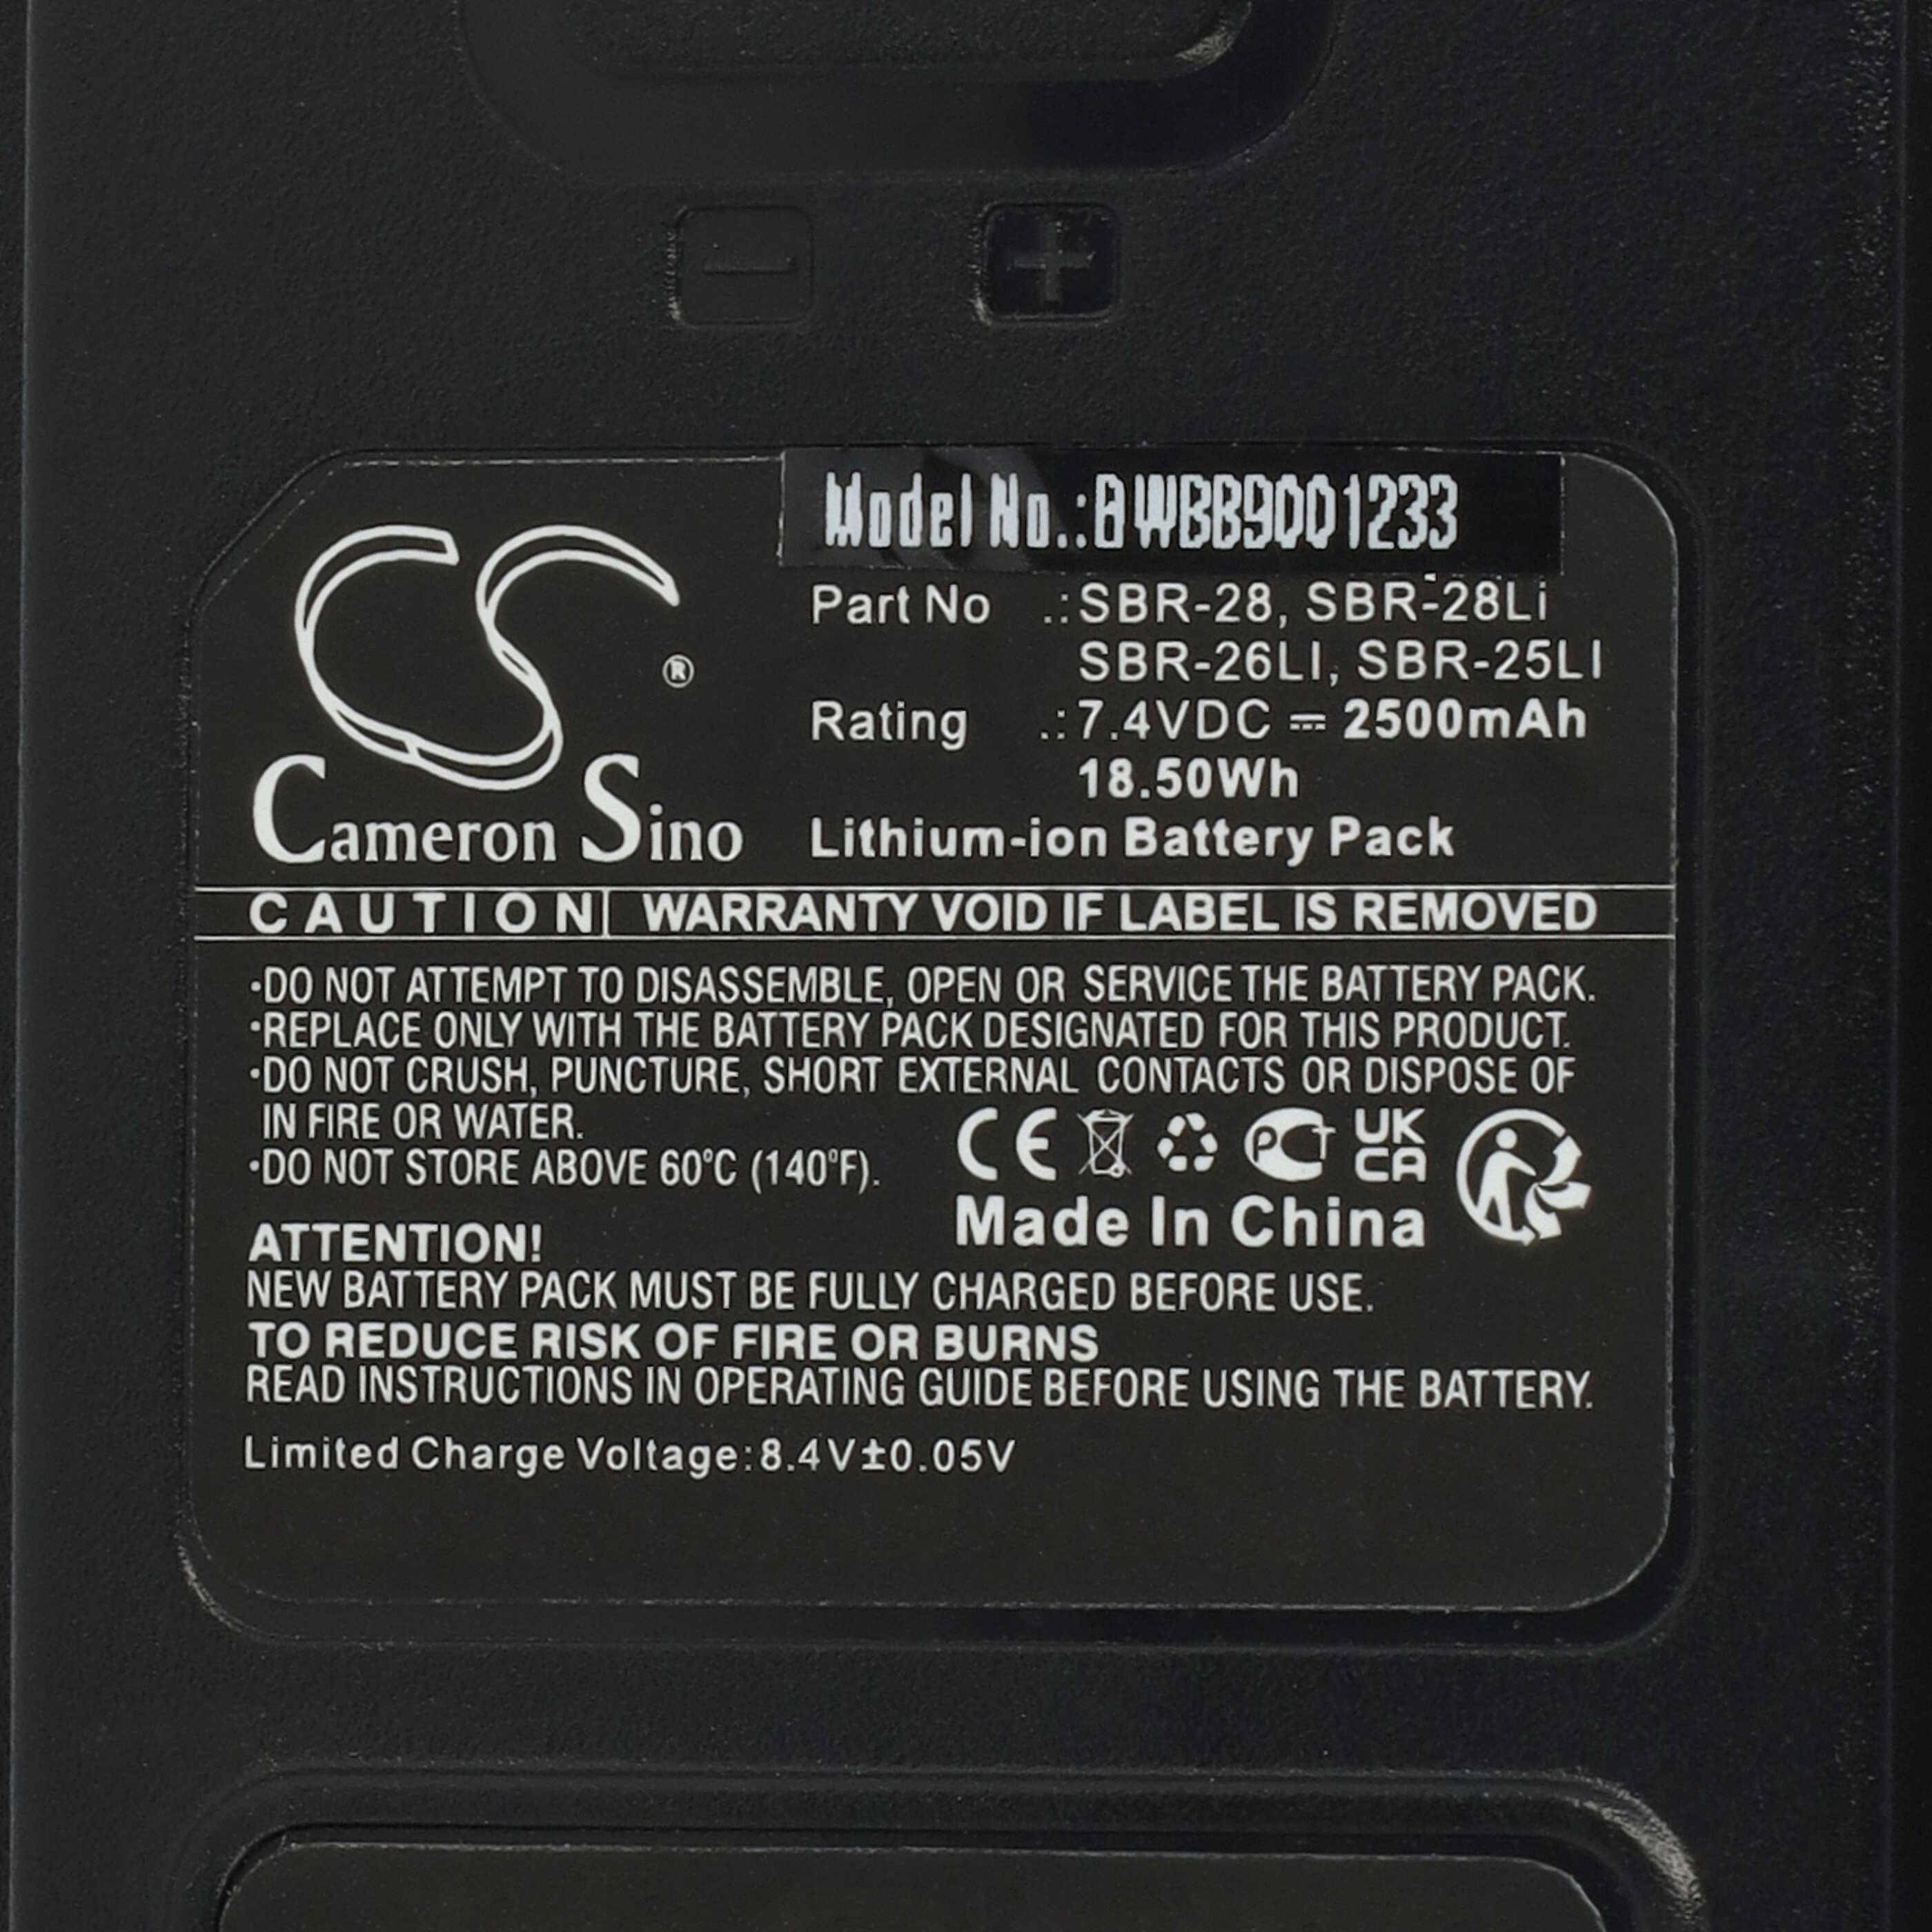 Model No.:BWBB9001233
Part No .:SBR-28, SBR-28Li
SBR-26LI, SBR-25LI
Rating .:7.4VDC ⎓ 2500mAh
18.50Wh
Lithium-ion Battery Pack
CS®
Cameron Sino
CAUTION| WARRANTY VOID IF LABEL IS REMOVED
·DO NOT ATTEMPT TO DISASSEMBLE, OPEN OR SERVICE THE BATTERY PACK.
·REPLACE ONLY WITH THE BATTERY PACK DESIGNATED FOR THIS PRODUCT.
·DO NOT CRUSH, PUNCTURE, SHORT EXTERNAL CONTACTS OR DISPOSE OF
IN FIRE OR WATER.
·DO NOT STORE ABOVE 60°C (140°F).
CE PCT UK
CA
Made In China
ATTENTION!
NEW BATTERY PACK MUST BE FULLY CHARGED BEFORE USE.
TO REDUCE RISK OF FIRE OR BURNS
READ INSTRUCTIONS IN OPERATING GUIDE BEFORE USING THE BATTERY.
Limited Charge Voltage:8.4V±0.05V